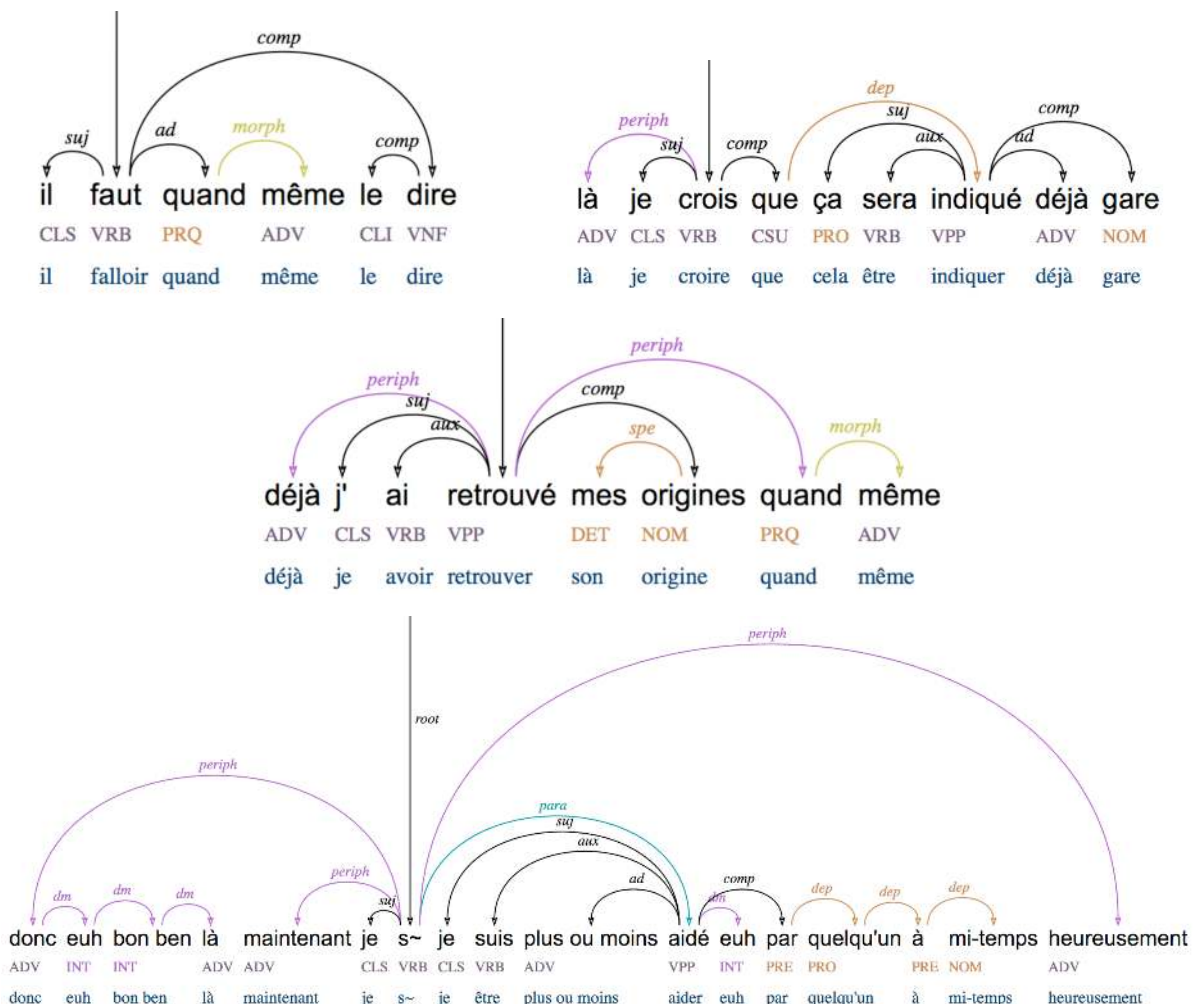 comp
suj ad morph comp
il faut quand même le dire
CLS VRB PRQ ADV CLI VNF
il falloir quand même le dire
dep
periph suj comp
suj comp aux ad
là je crois que ça sera indiqué déjà gare
ADV CLS VRB CSU PRO VRB VPP ADV NOM
là je croire que cela être indiquer déjà gare
periph
periph comp
suj
aux spe morph
déjà j' ai retrouvé mes origines quand même
ADV CLS VRB VPP DET NOM PRQ ADV
déjà je avoir retrouver son origine quand même
periph
root
periph
para
suj
aux
periph ad comp
dm dm dm suj dm dep dep dep
donc euh bon ben là maintenant je s~ je suis plus ou moins aidé euh par quelqu'un à mi-temps heureusement
ADV INT INT ADV ADV CLS VRB CLS VRB ADV VPP INT PRE PRO PRE NOM ADV
donc euh bon ben là maintenant je s~ je être plus ou moins aider euh par quelqu'un à mi-temps heureusement